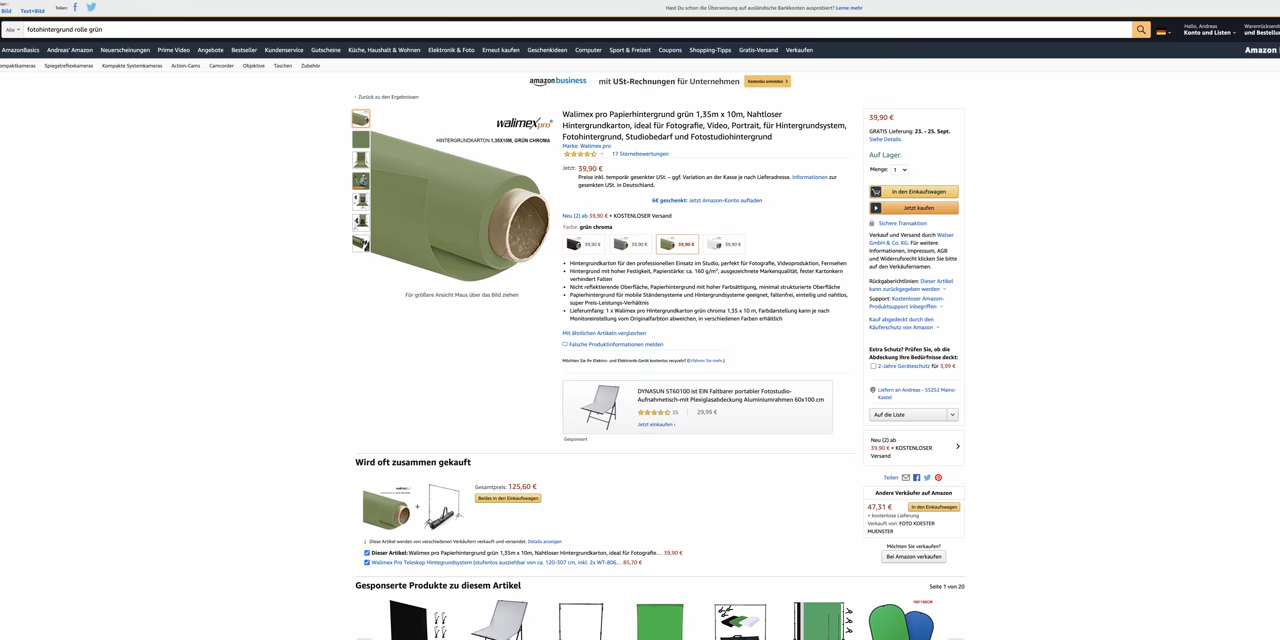 Bild
Text+Bild
Teilen:
Hast Du schon die Überweisung auf ausländische Bankkonten ausprobiert? Lerne mehr
Alle
fotohintergrund rolle grün
Hallo, Andreas
Konto und Listen
Warenrücksend
und Bestellu
AmazonBasics
Andreas' Amazon
Neuerscheinungen
Prime Video
Angebote
Bestseller
Kundenservice
Gutscheine
Küche, Haushalt & Wohnen
Elektronik & Foto
Erneut kaufen
Geschenkideen
Computer
Sport & Freizeit
Coupons
Shopping-Tipps
Gratis-Versand
Verkaufen
Amazon
ompaktkameras
Spiegelreflexkameras
Kompakte Systemkameras
Action-Cams
Camcorder
Objektive
Taschen
Zubehör
amazon business
mit USt-Rechnungen für Unternehmen
Kostenlos anmelden
‹ Zurück zu den Ergebnissen
walimex pro
HINTERGRUNDKARTON 1,35X10M, GRÜN CHROMA
Für größere Ansicht Maus über das Bild ziehen
Walimex pro Papierhintergrund grün 1,35m x 10m, Nahtloser
Hintergrundkarton, ideal für Fotografie, Video, Portrait, für Hintergrundsystem,
Fotohintergrund, Studiobedarf und Fotostudiohintergrund
Marke: Walimex pro
17 Sternebewertungen
Jetzt: 39,90 €
Preise inkl. temporär gesenkter USt. – ggf. Variation an der Kasse je nach Lieferadresse. Informationen zur
gesenkten USt. in Deutschland.
6€ geschenkt: Jetzt Amazon-Konto aufladen
Neu (2) ab 39,90 € + KOSTENLOSER Versand
Farbe: grün chroma
39,90 €
39,90 €
39,90 €
39,90 €
Hintergrundkarton für den professionellen Einsatz im Studio, perfekt für Fotografie, Videoproduktion, Fernsehen
Hintergrund mit hoher Festigkeit, Papierstärke: ca. 160 g/m², ausgezeichnete Markenqualität, fester Kartonkern
verhindert Falten
Nicht reflektierende Oberfläche, Papierhintergrund mit hoher Farbsättigung, minimal strukturierte Oberfläche
Papierhintergrund für mobile Ständersysteme und Hintergrundsysteme geeignet, faltenfrei, einteilig und nahtlos,
super Preis-Leistungs-Verhältnis
Lieferumfang: 1 x Walimex pro Hintergrundkarton grün chroma 1,35 x 10 m, Farbdarstellung kann je nach
Monitoreinstellung vom Originalfarbton abweichen, in verschiedenen Farben erhältlich
Mit ähnlichen Artikeln vergleichen
Falsche Produktinformationen melden
Möchten Sie Ihr Elektro- und Elektronik-Gerät kostenlos recyceln? (Erfahren Sie mehr.)
DYNASUN ST60100 ist EIN Faltbarer portabler Fotostudio-
Aufnahmetisch-mit Plexiglasabdeckung Aluminiumrahmen 60x100 cm
25
29,99 €
Jetzt einkaufen ›
Gesponsert
39,90 €
GRATIS Lieferung: 23. - 25. Sept.
Siehe Details.
Auf Lager.
Menge: 1
In den Einkaufswagen
Jetzt kaufen
Sichere Transaktion
Verkauf und Versand durch Walser
GmbH & Co. KG. Für weitere
Informationen, Impressum, AGB
und Widerrufsrecht klicken Sie bitte
auf den Verkäufernamen.
Rückgaberichtlinien: Dieser Artikel
kann zurückgegeben werden
Support: Kostenloser Amazon-
Produktsupport inbegriffen
Kauf abgedeckt durch den
Käuferschutz von Amazon
Extra Schutz? Prüfen Sie, ob die
Abdeckung Ihre Bedürfnisse deckt:
2-Jahre Geräteschutz für 3,99 €
Liefern an Andreas - 55252 Mainz-
Kastel
Auf die Liste
Neu (2) ab
39,90 € + KOSTENLOSER
Versand
Teilen
Andere Verkäufer auf Amazon
47,31 €
In den Einkaufswagen
+ kostenlose Lieferung
Verkauft von: FOTO KOESTER
MUENSTER
Möchten Sie verkaufen?
Bei Amazon verkaufen
Wird oft zusammen gekauft
+
Gesamtpreis: 125,60 €
Beides in den Einkaufswagen
Diese Artikel werden von verschiedenen Verkäufern verkauft und versendet. Details anzeigen
Dieser Artikel: Walimex pro Papierhintergrund grün 1,35m x 10m, Nahtloser Hintergrundkarton, ideal für Fotografie… 39,90 €
Walimex Pro Teleskop Hintegrundsystem (stufenlos ausziehbar von ca. 120-307 cm, inkl. 2x WT-806… 85,70 €
Gesponserte Produkte zu diesem Artikel
Seite 1 von 20